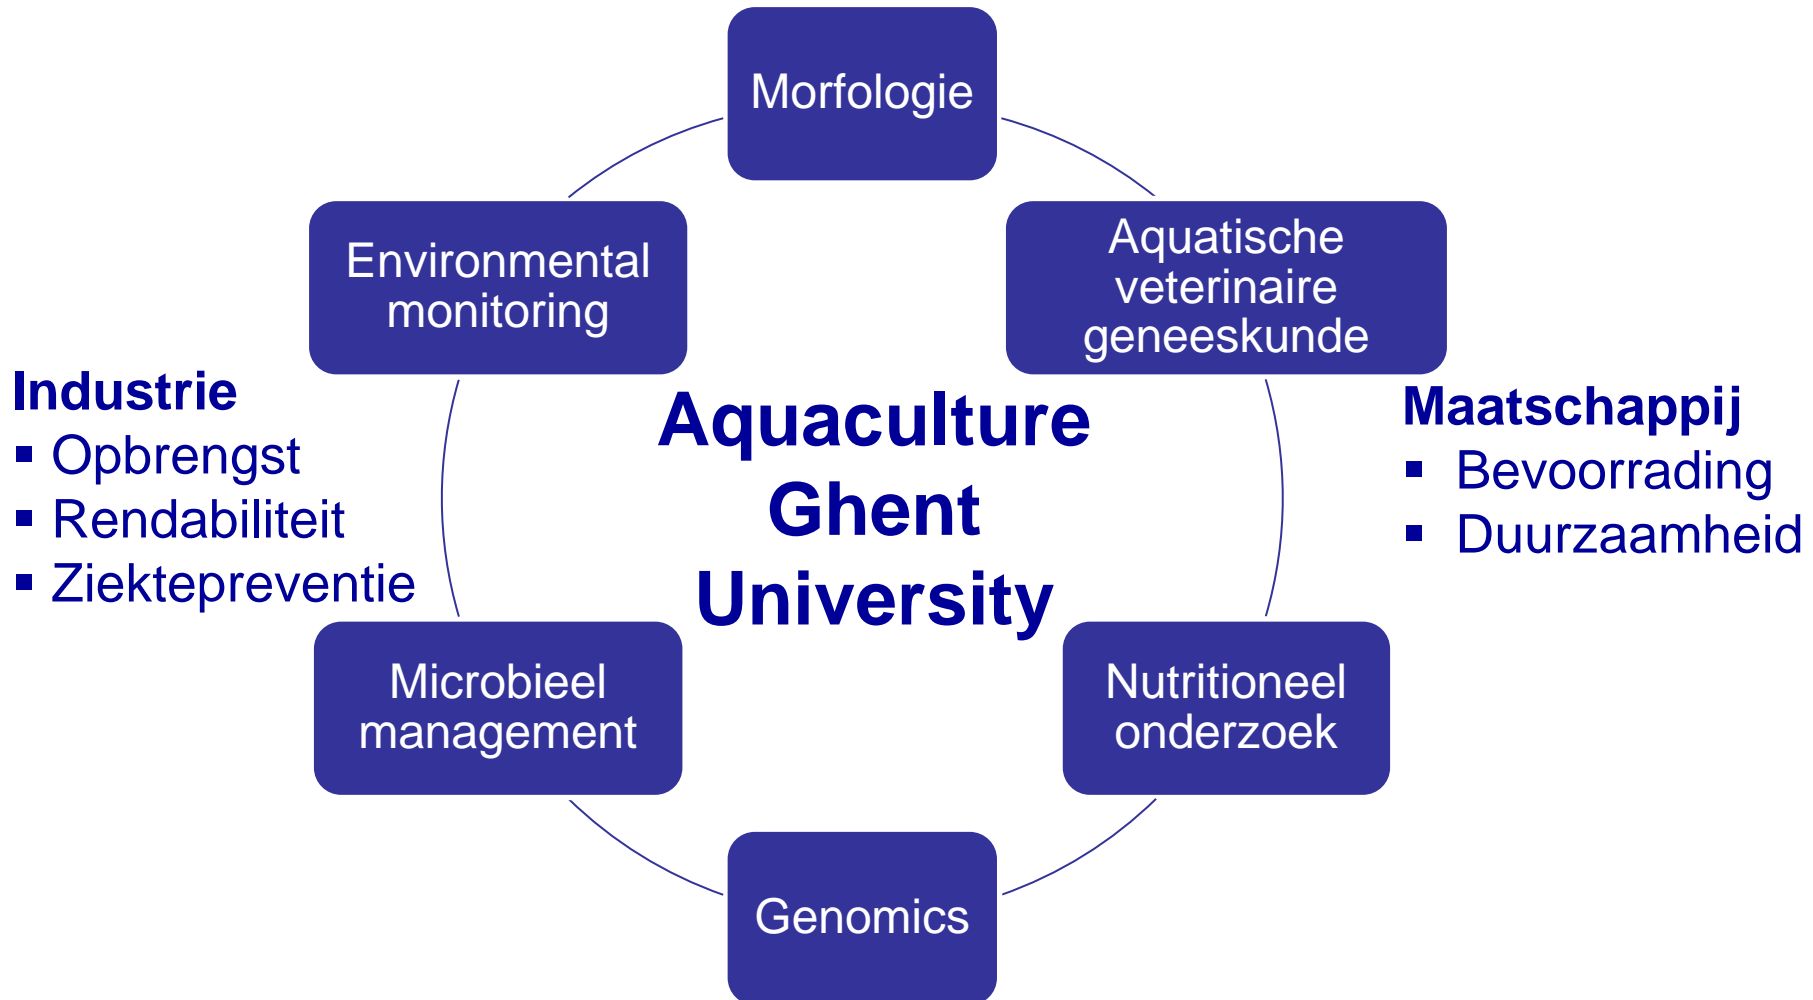 Morfologie
Environmental
monitoring
Aquatische
veterinaire
geneeskunde
Industrie
▪ Opbrengst
▪ Rendabiliteit
▪ Ziektepreventie
Aquaculture
Ghent
University
Maatschappij
▪ Bevoorrading
▪ Duurzaamheid
Microbieel
management
Nutritioneel
onderzoek
Genomics